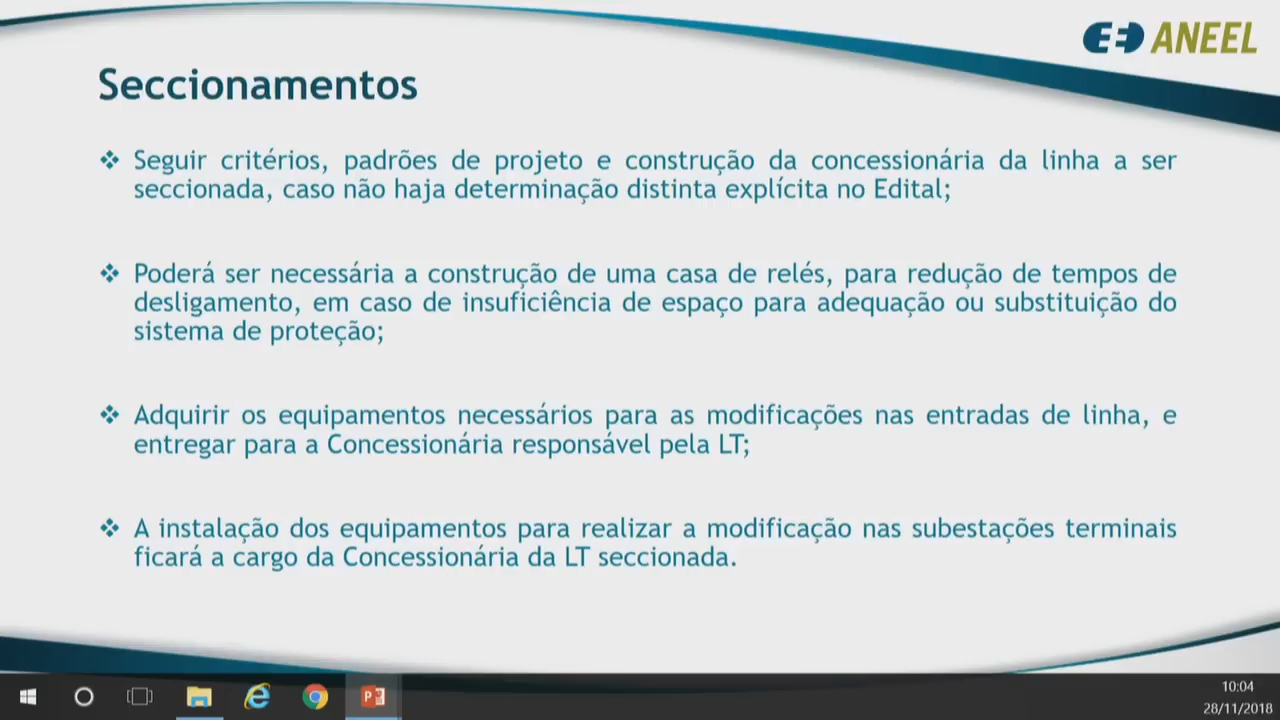 ANEEL
Seccionamentos
❖ Seguir critérios, padrões de projeto e construção da concessionária da linha a ser
seccionada, caso não haja determinação distinta explícita no Edital;
❖ Poderá ser necessária a construção de uma casa de relés, para redução de tempos de
desligamento, em caso de insuficiência de espaço para adequação ou substituição do
sistema de proteção;
❖ Adquirir os equipamentos necessários para as modificações nas entradas de linha, e
entregar para a Concessionária responsável pela LT;
❖ A instalação dos equipamentos para realizar a modificação nas subestações terminais
ficará a cargo da Concessionária da LT seccionada.
10:04
28/11/2018